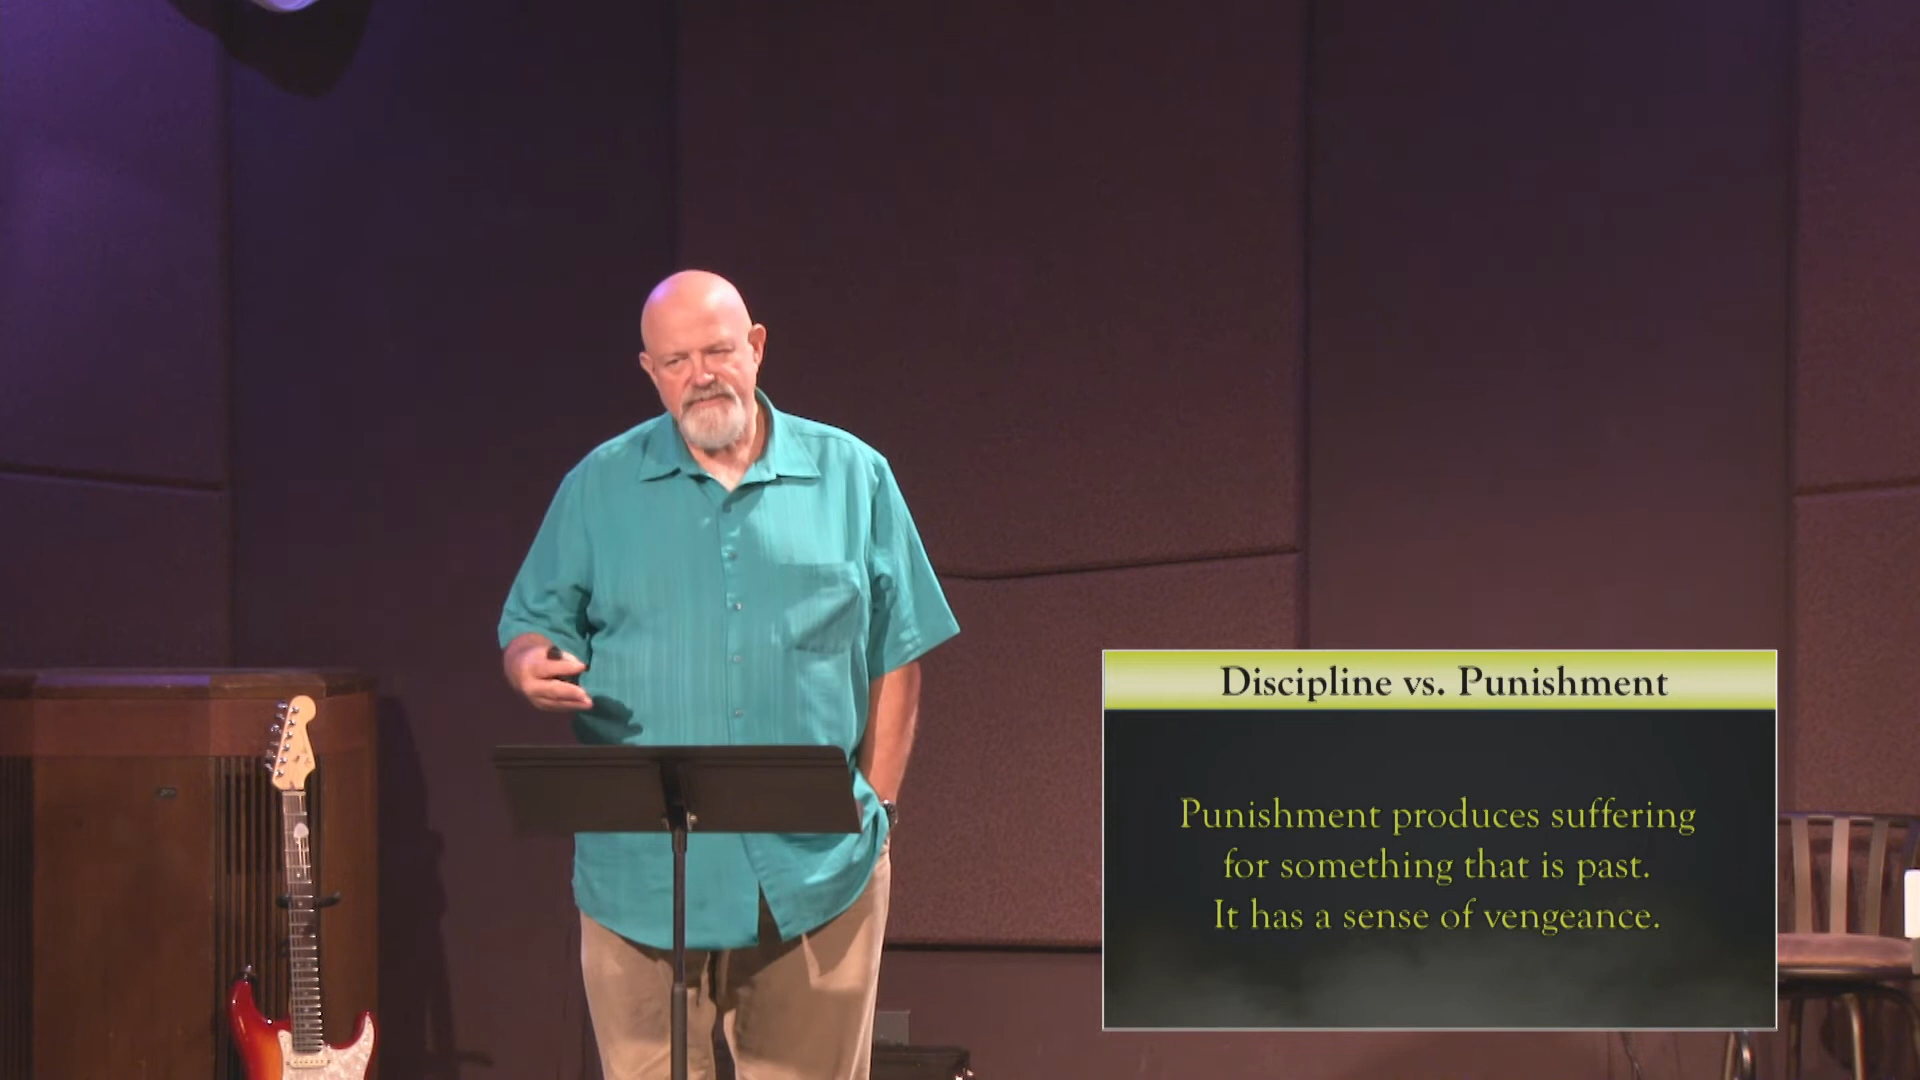 Discipline vs. Punishment
Punishment produces suffering
for something that is past.
It has a sense of vengeance.